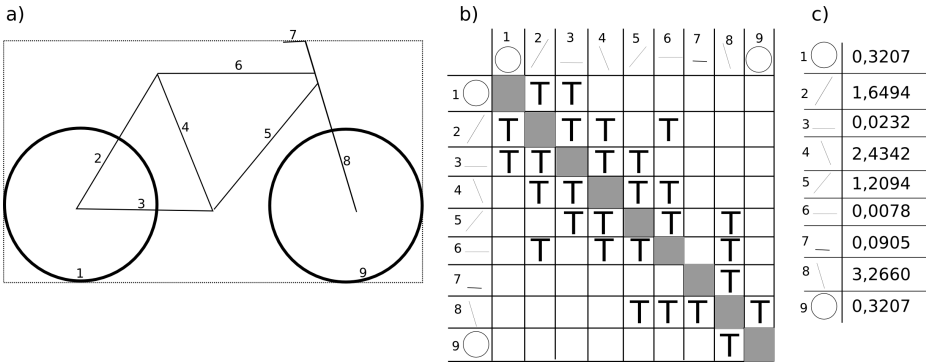 a)
7
6
4
5
2
8
3
1
9
b)
1 2 3 4 5 6 7 8 9
1 T T
2 T T T T
3 T T T T
4 T T T T
5 T T T T
6 T T T T
7 T
8 T T T T
9 T
c)
1 0,3207
2 1,6494
3 0,0232
4 2,4342
5 1,2094
6 0,0078
7 0,0905
8 3,2660
9 0,3207